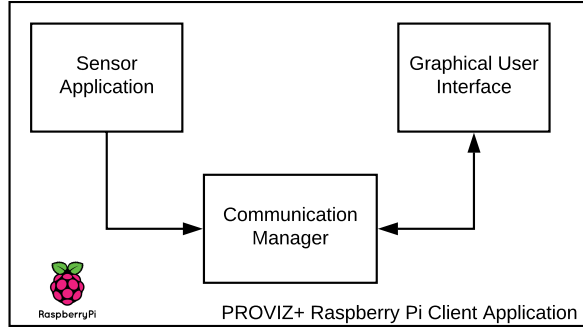 Sensor
Application
Graphical User
Interface
Communication
Manager
RaspberryPi
PROVIZ+ Raspberry Pi Client Application